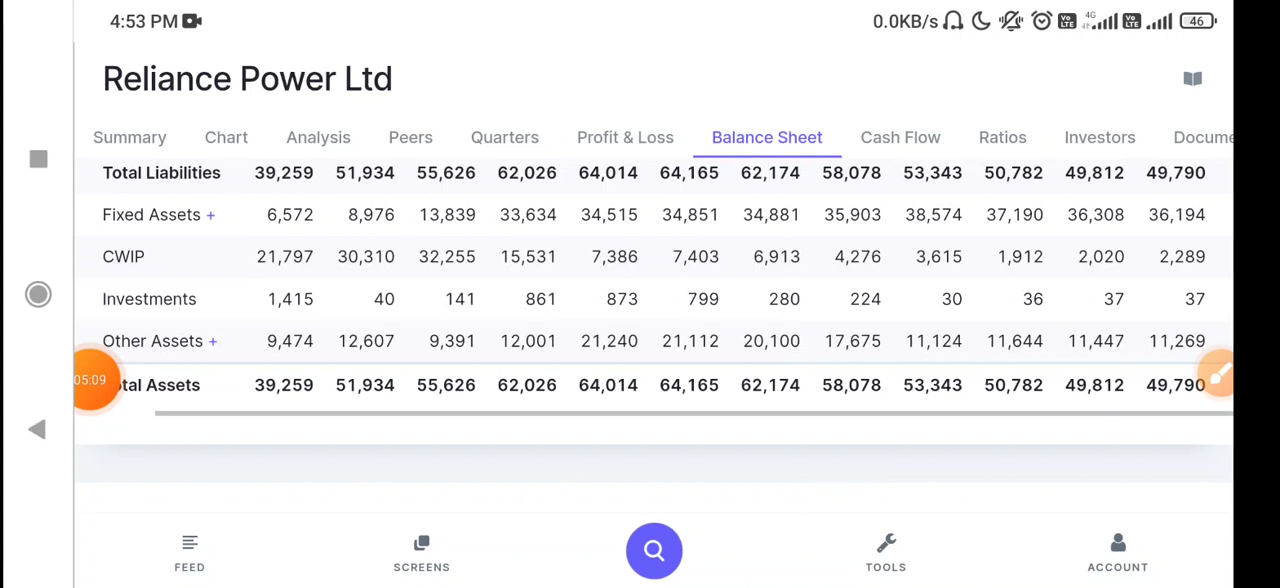 4:53 PM 0.0KB/s Vo LTE 4G Vo LTE 46
Reliance Power Ltd
Summary Chart Analysis Peers Quarters Profit & Loss Balance Sheet Cash Flow Ratios Investors Docume
Total Liabilities 39,259 51,934 55,626 62,026 64,014 64,165 62,174 58,078 53,343 50,782 49,812 49,790
Fixed Assets + 6,572 8,976 13,839 33,634 34,515 34,851 34,881 35,903 38,574 37,190 36,308 36,194
CWIP 21,797 30,310 32,255 15,531 7,386 7,403 6,913 4,276 3,615 1,912 2,020 2,289
Investments 1,415 40 141 861 873 799 280 224 30 36 37 37
Other Assets + 9,474 12,607 9,391 12,001 21,240 21,112 20,100 17,675 11,124 11,644 11,447 11,269
05:09 tal Assets 39,259 51,934 55,626 62,026 64,014 64,165 62,174 58,078 53,343 50,782 49,812 49,790
FEED SCREENS TOOLS ACCOUNT